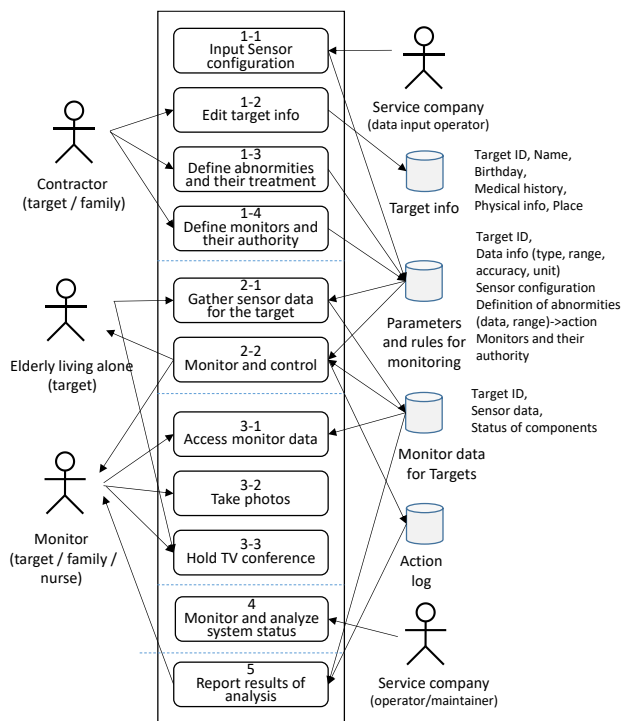 1-1
Input Sensor
configuration
Service company
(data input operator)
1-2
Edit target info
Contractor
(target / family)
1-3
Define abnormities
and their treatment
Target info
Target ID, Name,
Birthday,
Medical history,
Physical info, Place
1-4
Define monitors and
their authority
Target ID,
Data info (type, range,
accuracy, unit)
Sensor configuration
Definition of abnormities
(data, range)->action
Monitors and their
authority
Parameters
and rules for
monitoring
2-1
Gather sensor data
for the target
2-2
Monitor and control
Elderly living alone
(target)
Target ID,
Sensor data,
Status of components
Monitor data
for Targets
3-1
Access monitor data
3-2
Take photos
Monitor
(target / family /
nurse)
3-3
Hold TV conference
Action
log
4
Monitor and analyze
system status
Service company
(operator/maintainer)
5
Report results of
analysis